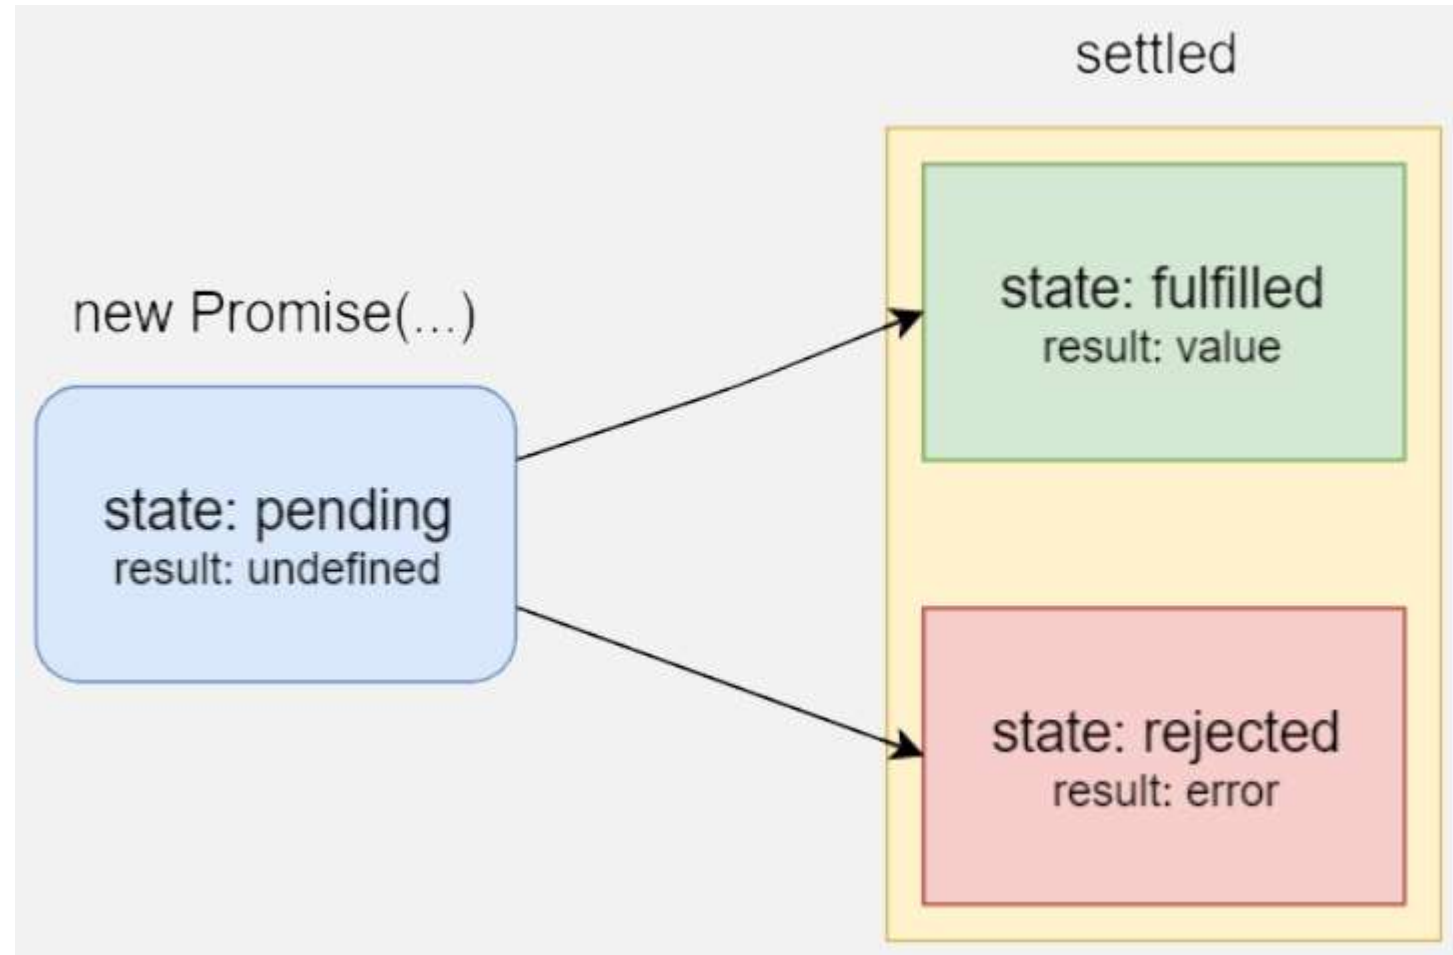 settled
new Promise(...)
state: pending
result: undefined
state: fulfilled
result: value
state: rejected
result: error